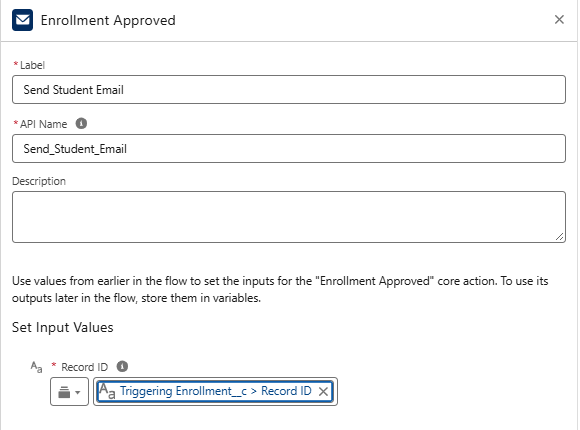 Enrollment Approved
* Label
Send Student Email
* API Name
Send_Student_Email
Description
Use values from earlier in the flow to set the inputs for the "Enrollment Approved" core action. To use its
outputs later in the flow, store them in variables.
Set Input Values
Aa * Record ID
Aa Triggering Enrollment__c > Record ID